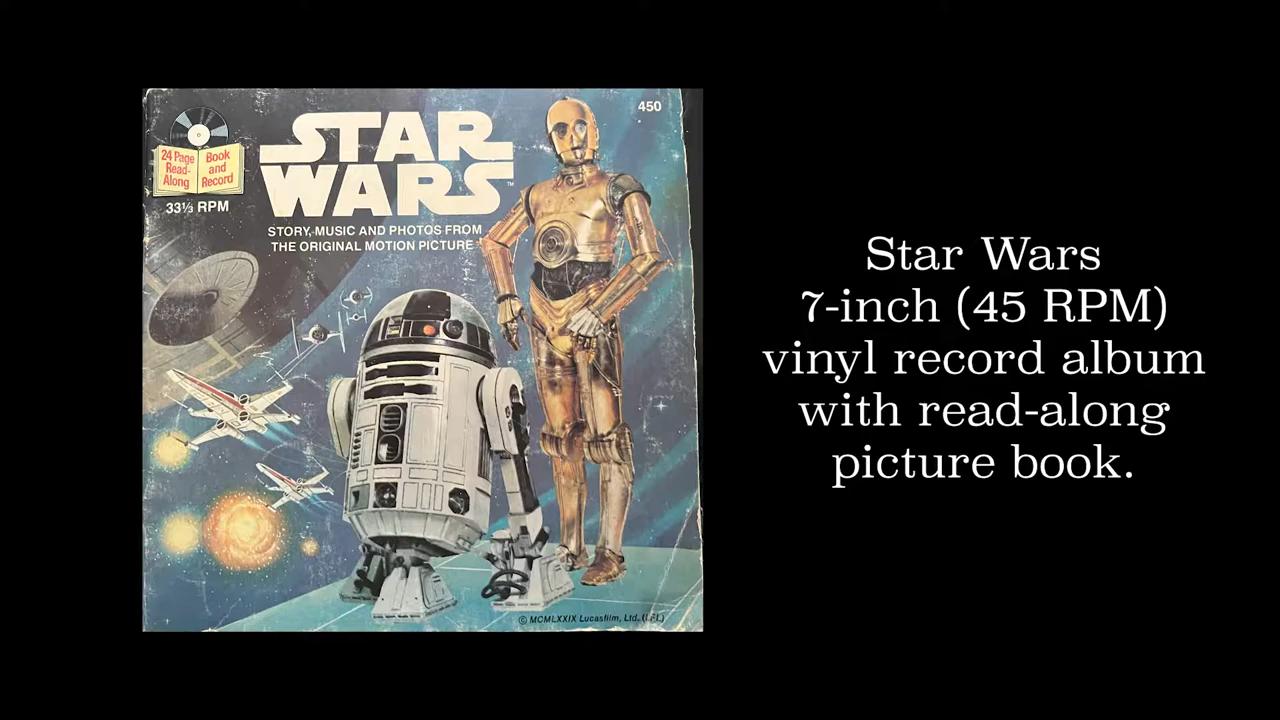 450
24 Page Read-Along
Book and Record
33⅓ RPM
STAR
WARS™
STORY, MUSIC AND PHOTOS FROM
THE ORIGINAL MOTION PICTURE
© MCMLXXIX Lucasfilm, Ltd. (LFL)
Star Wars
7-inch (45 RPM)
vinyl record album
with read-along
picture book.